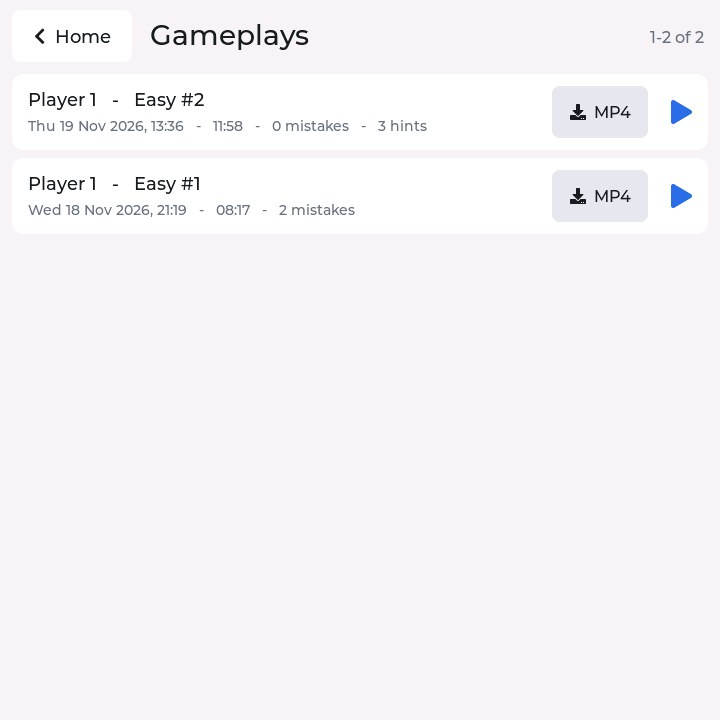 Home
Gameplays
1-2 of 2
Player 1 - Easy #2
Thu 19 Nov 2026, 13:36 - 11:58 - 0 mistakes - 3 hints
MP4
Player 1 - Easy #1
Wed 18 Nov 2026, 21:19 - 08:17 - 2 mistakes
MP4